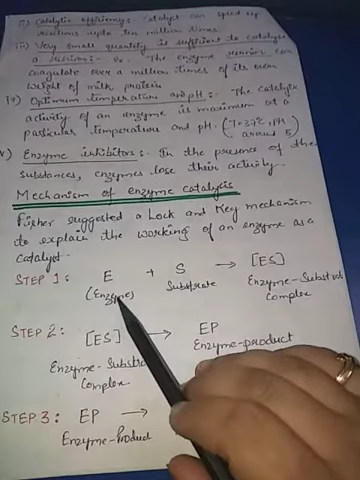 ii) Catalytic efficiency:- Catalyst can speed up
reactions upto ten million times.
iii) Very small quantity is sufficient to catalyse
a reaction:- The enzyme rennin can
coagulate over a million times of its own
weight of milk protein
iv) Optimum temperature and pH:- The catalytic
activity of an enzyme is maximum at a
particular temperature and pH. (T=37°C, pH
around 5)
v) Enzyme inhibitors:- In the presence of the
substances, enzymes lose their activity.
Mechanism of enzyme catalysis
Fisher suggested a Lock and Key mechanism
to explain the working of an enzyme as a
catalyst.
STEP 1: E + S → [ES]
(Enzyme) Substrate Enzyme-Substrate
Complex
STEP 2: [ES] → EP
Enzyme-Substrate Enzyme-product
Complex
STEP 3: EP →
Enzyme-Product